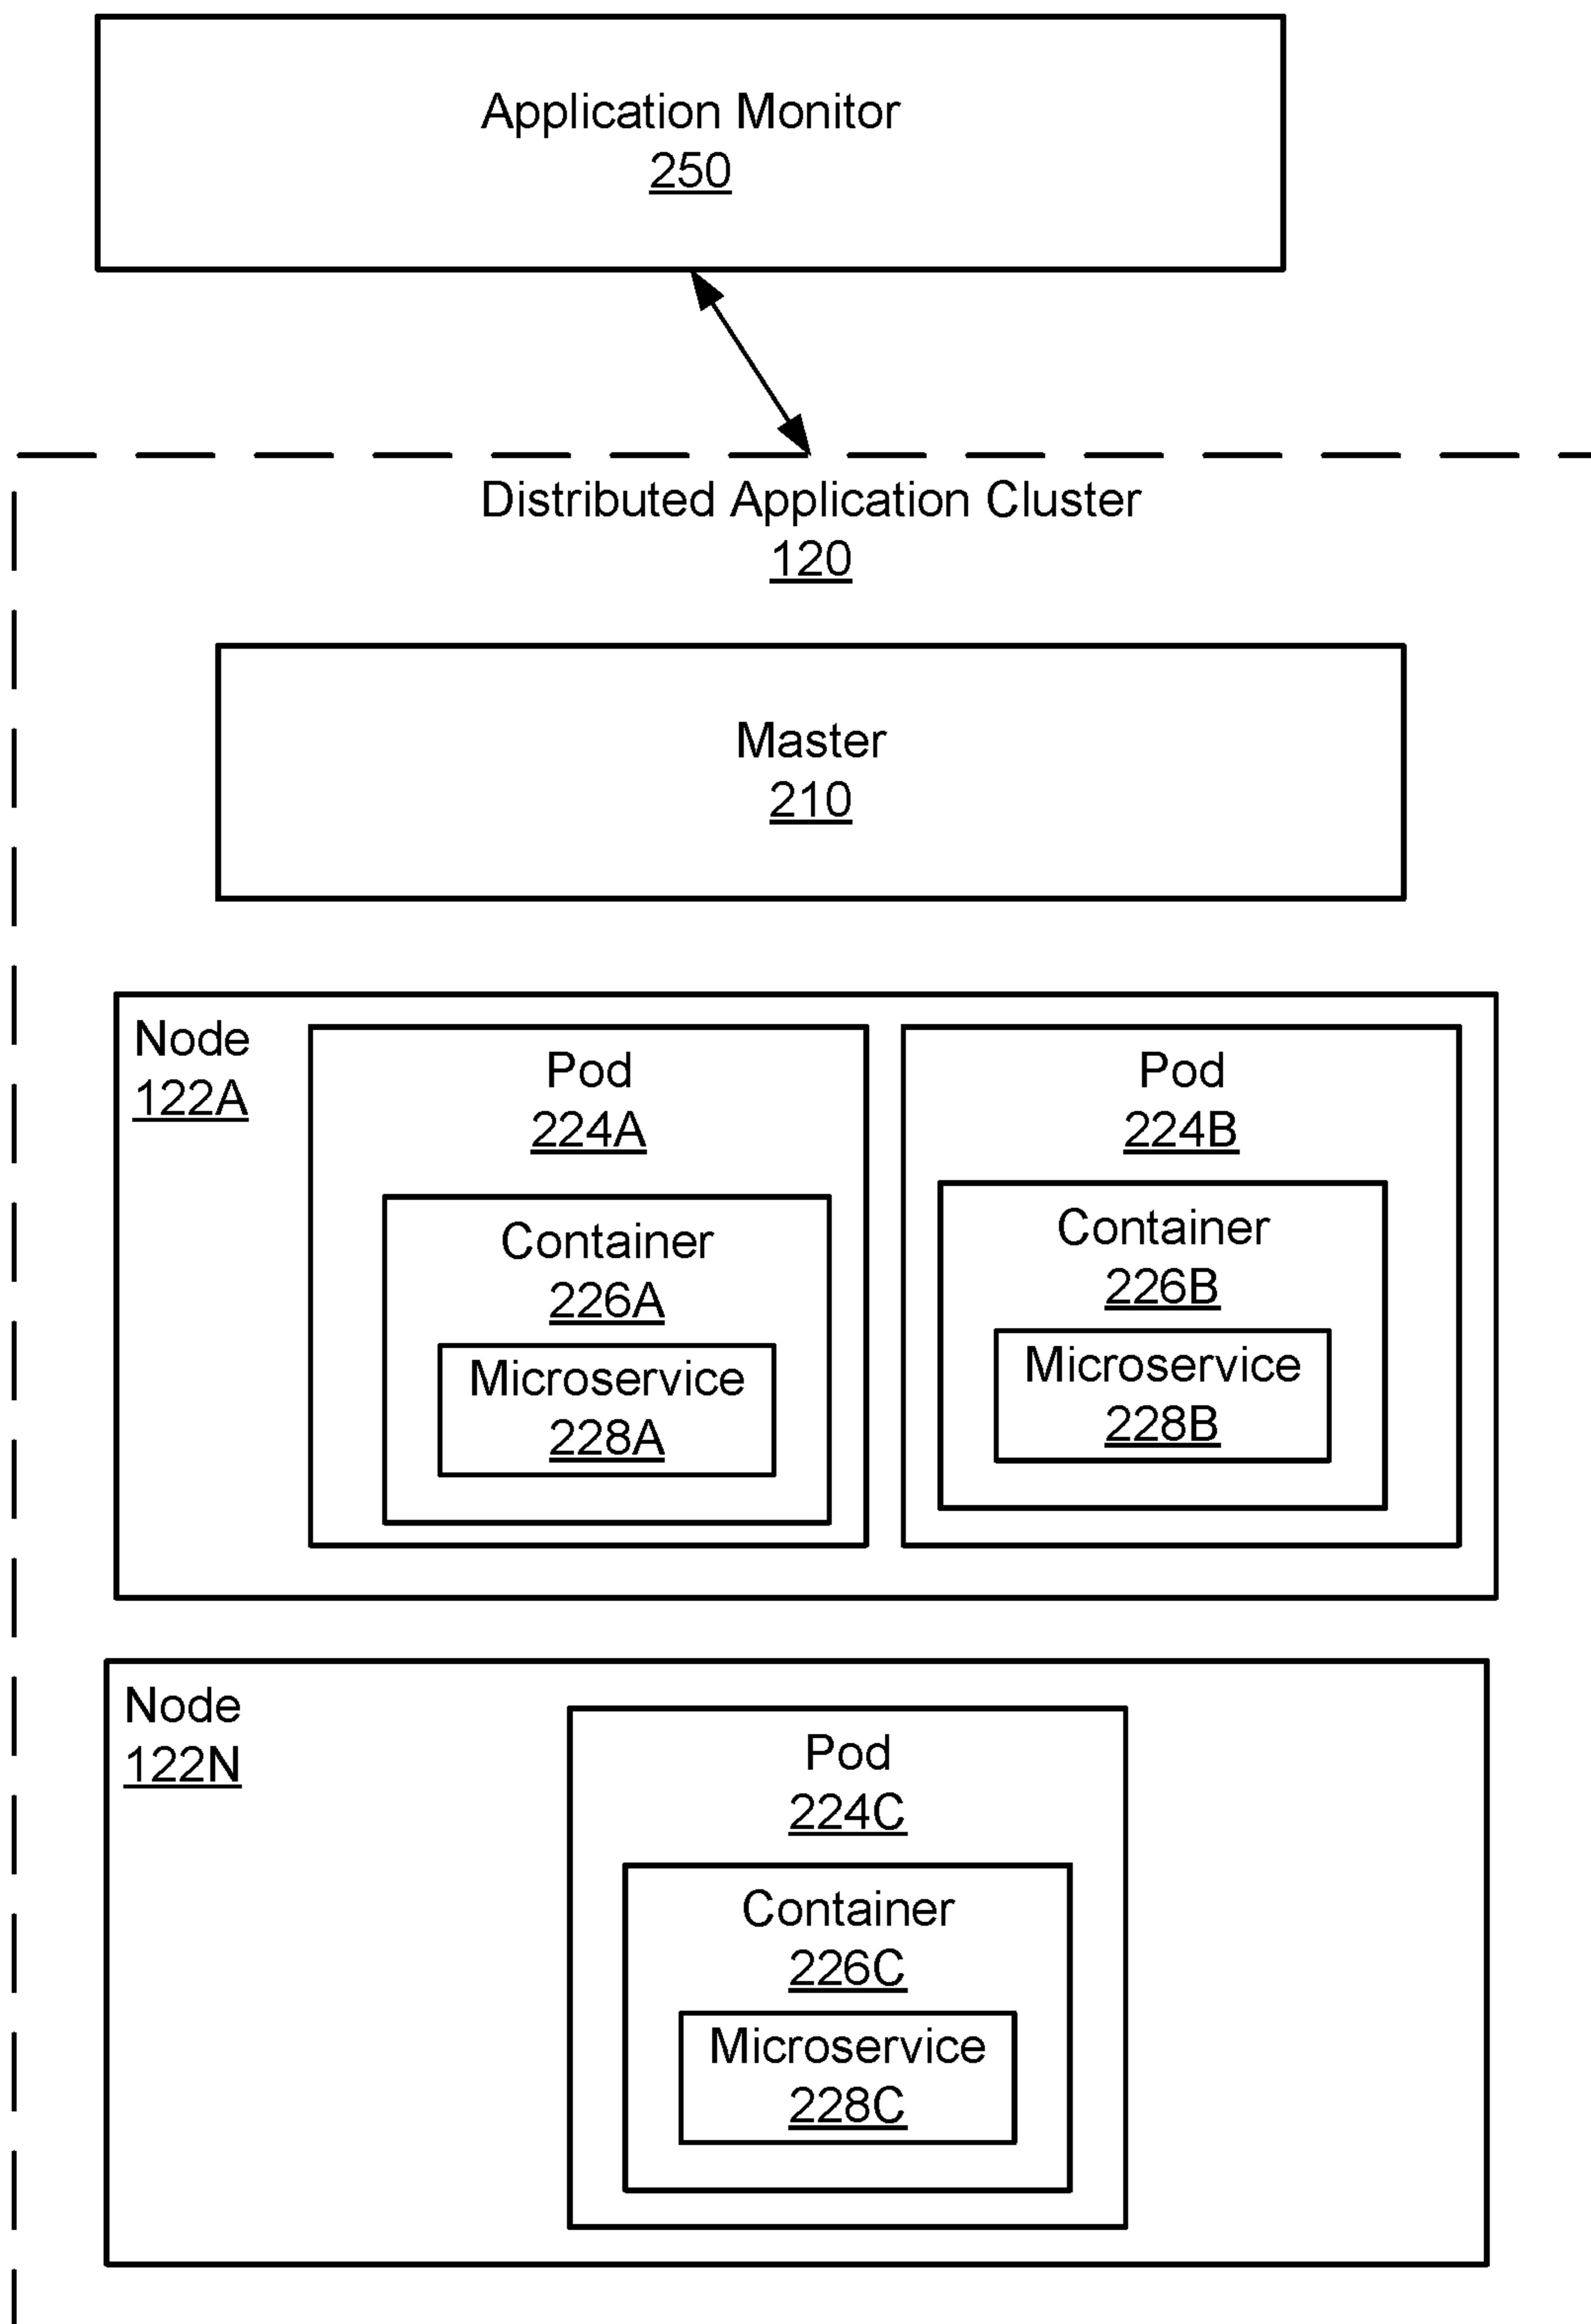 Application Monitor
250
Distributed Application Cluster
120
Master
210
Node
122A
Pod
224A
Container
226A
Microservice
228A
Pod
224B
Container
226B
Microservice
228B
Node
122N
Pod
224C
Container
226C
Microservice
228C